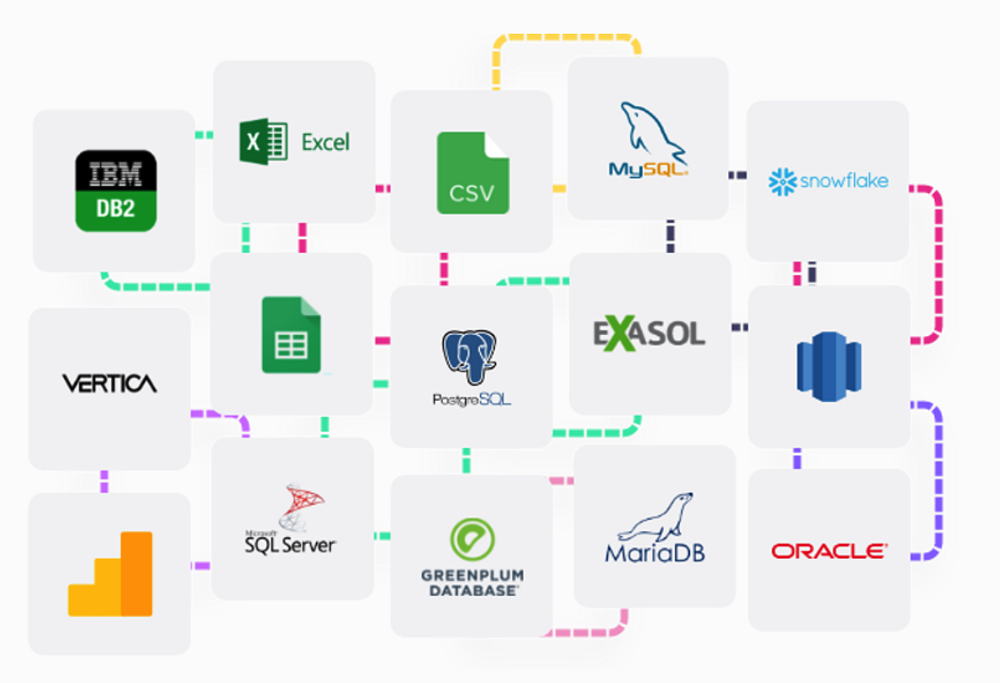 IBM
DB2
X
Excel
CSV
MySQL®
snowflake
VERTICA
PostgreSQL
EXASOL
Microsoft
SQL Server®
GREENPLUM
DATABASE®
MariaDB
ORACLE®